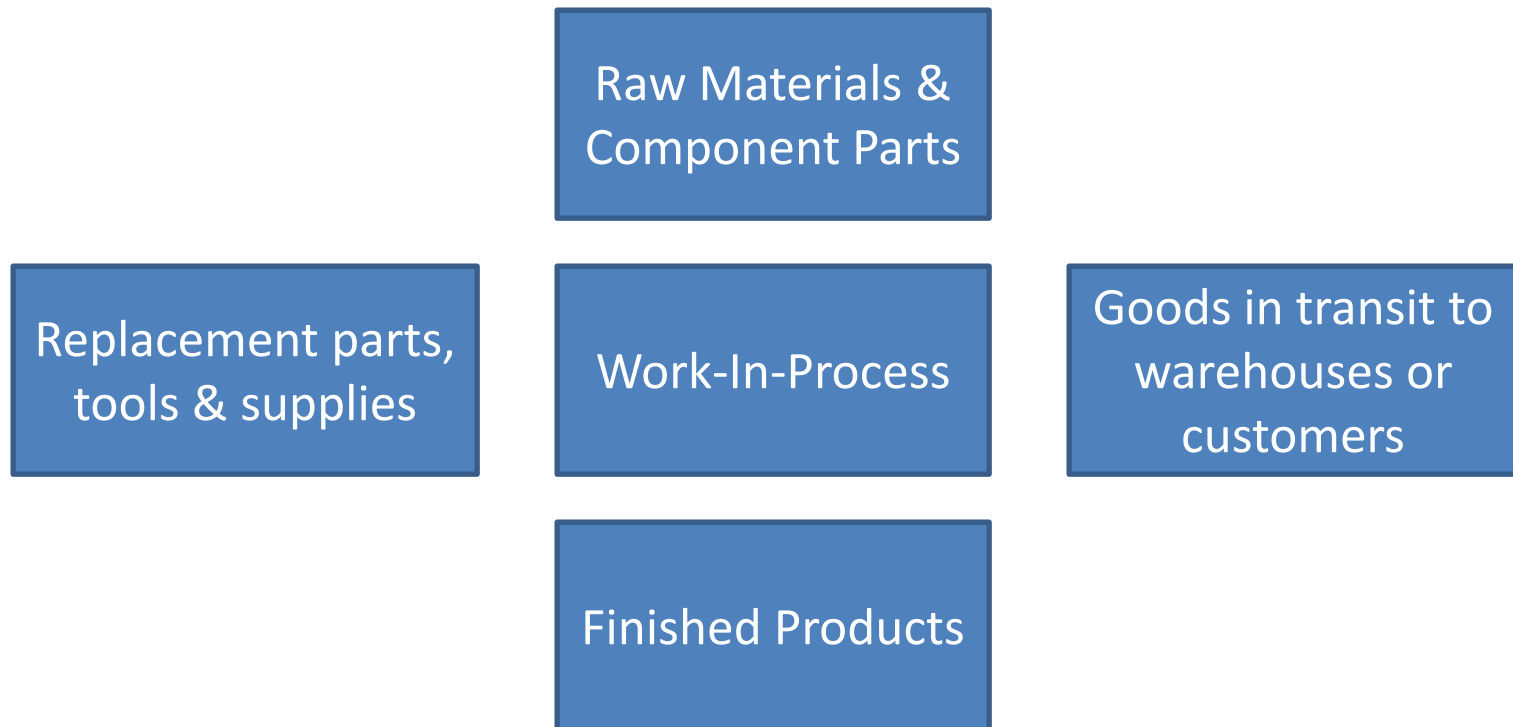 Raw Materials &
Component Parts
Replacement parts,
tools & supplies
Work-In-Process
Goods in transit to
warehouses or
customers
Finished Products